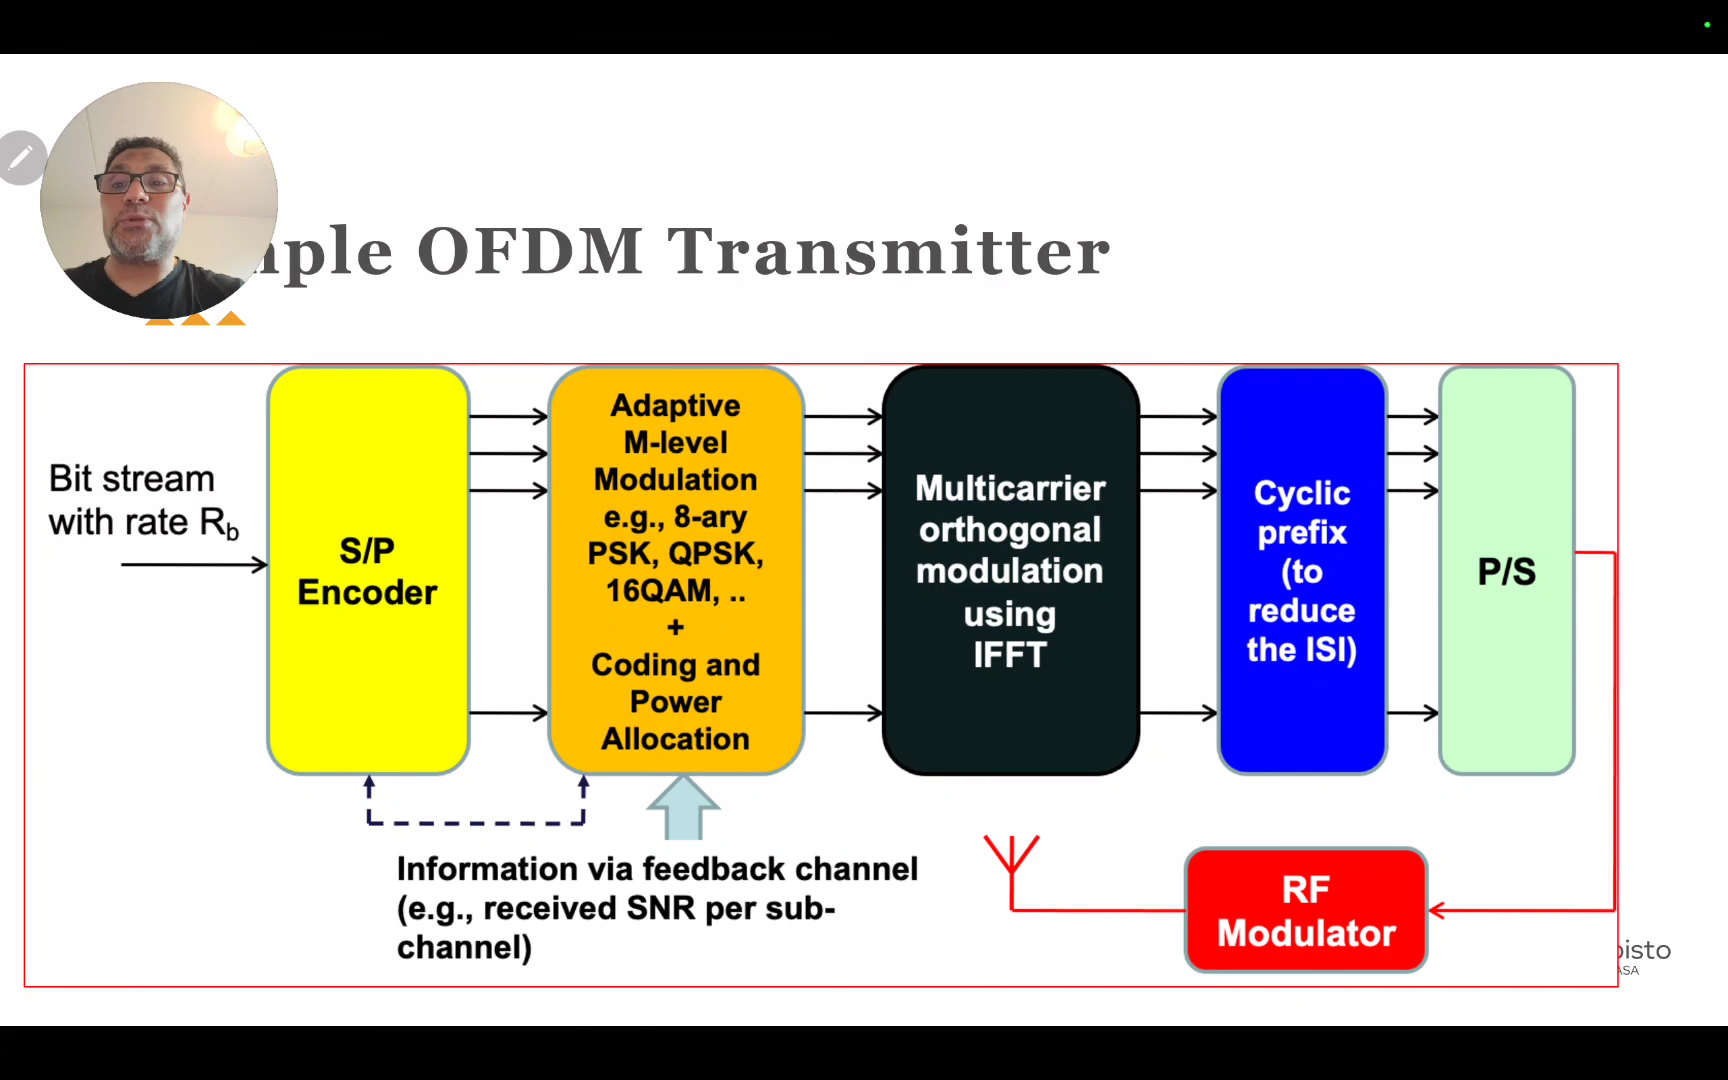 OFDM Transmitter
Bit stream
with rate Rb
S/P
Encoder
Adaptive
M-level
Modulation
e.g., 8-ary
PSK, QPSK,
16QAM, ..
+
Coding and
Power
Allocation
Multicarrier
orthogonal
modulation
using
IFFT
Cyclic
prefix
(to
reduce
the ISI)
P/S
Information via feedback channel
(e.g., received SNR per sub-
channel)
RF
Modulator